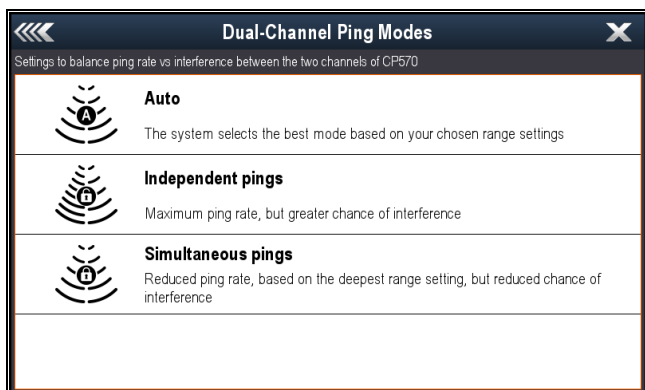 Dual-Channel Ping Modes
Settings to balance ping rate vs interference between the two channels of CP570
A
Auto
The system selects the best mode based on your chosen range settings
Independent pings
Maximum ping rate, but greater chance of interference
Simultaneous pings
Reduced ping rate, based on the deepest range setting, but reduced chance of
interference